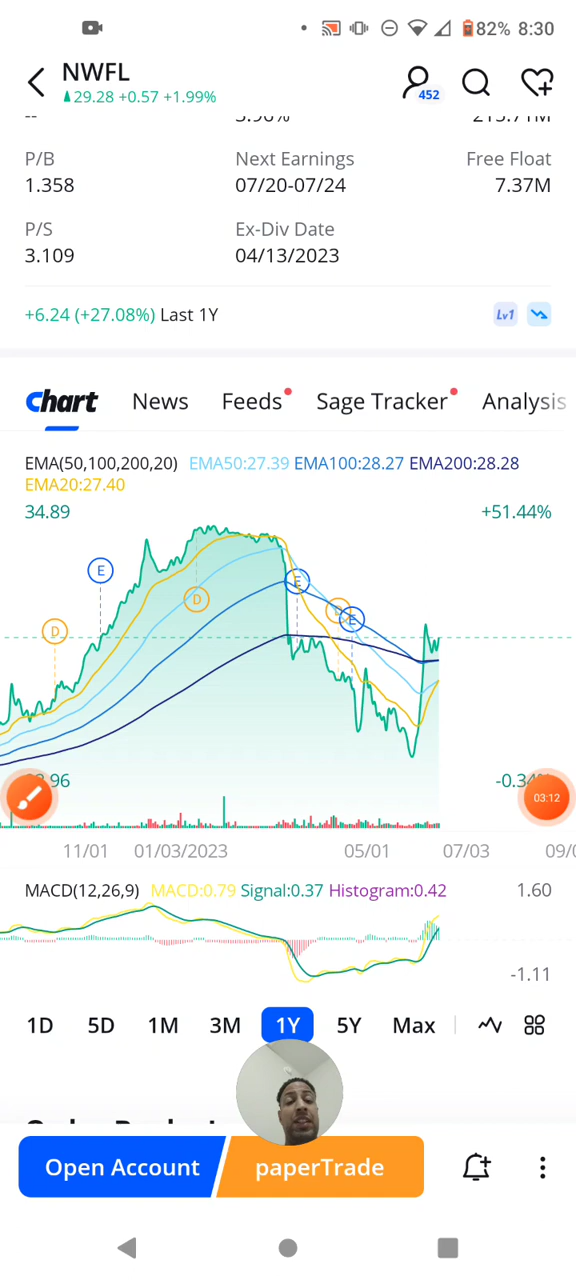 82% 8:30
NWFL
29.28 +0.57 +1.99%
452
--
P/B Next Earnings Free Float
1.358 07/20-07/24 7.37M
P/S Ex-Div Date
3.109 04/13/2023
+6.24 (+27.08%) Last 1Y
Lv1
Chart News Feeds Sage Tracker Analysis
EMA(50,100,200,20) EMA50:27.39 EMA100:28.27 EMA200:28.28
EMA20:27.40
34.89 +51.44%
E
D
E
D
E
.96
03:12
11/01 01/03/2023 05/01 07/03
MACD(12,26,9) MACD:0.79 Signal:0.37 Histogram:0.42 1.60
-1.11
1D 5D 1M 3M 1Y 5Y Max
Open Account paperTrade